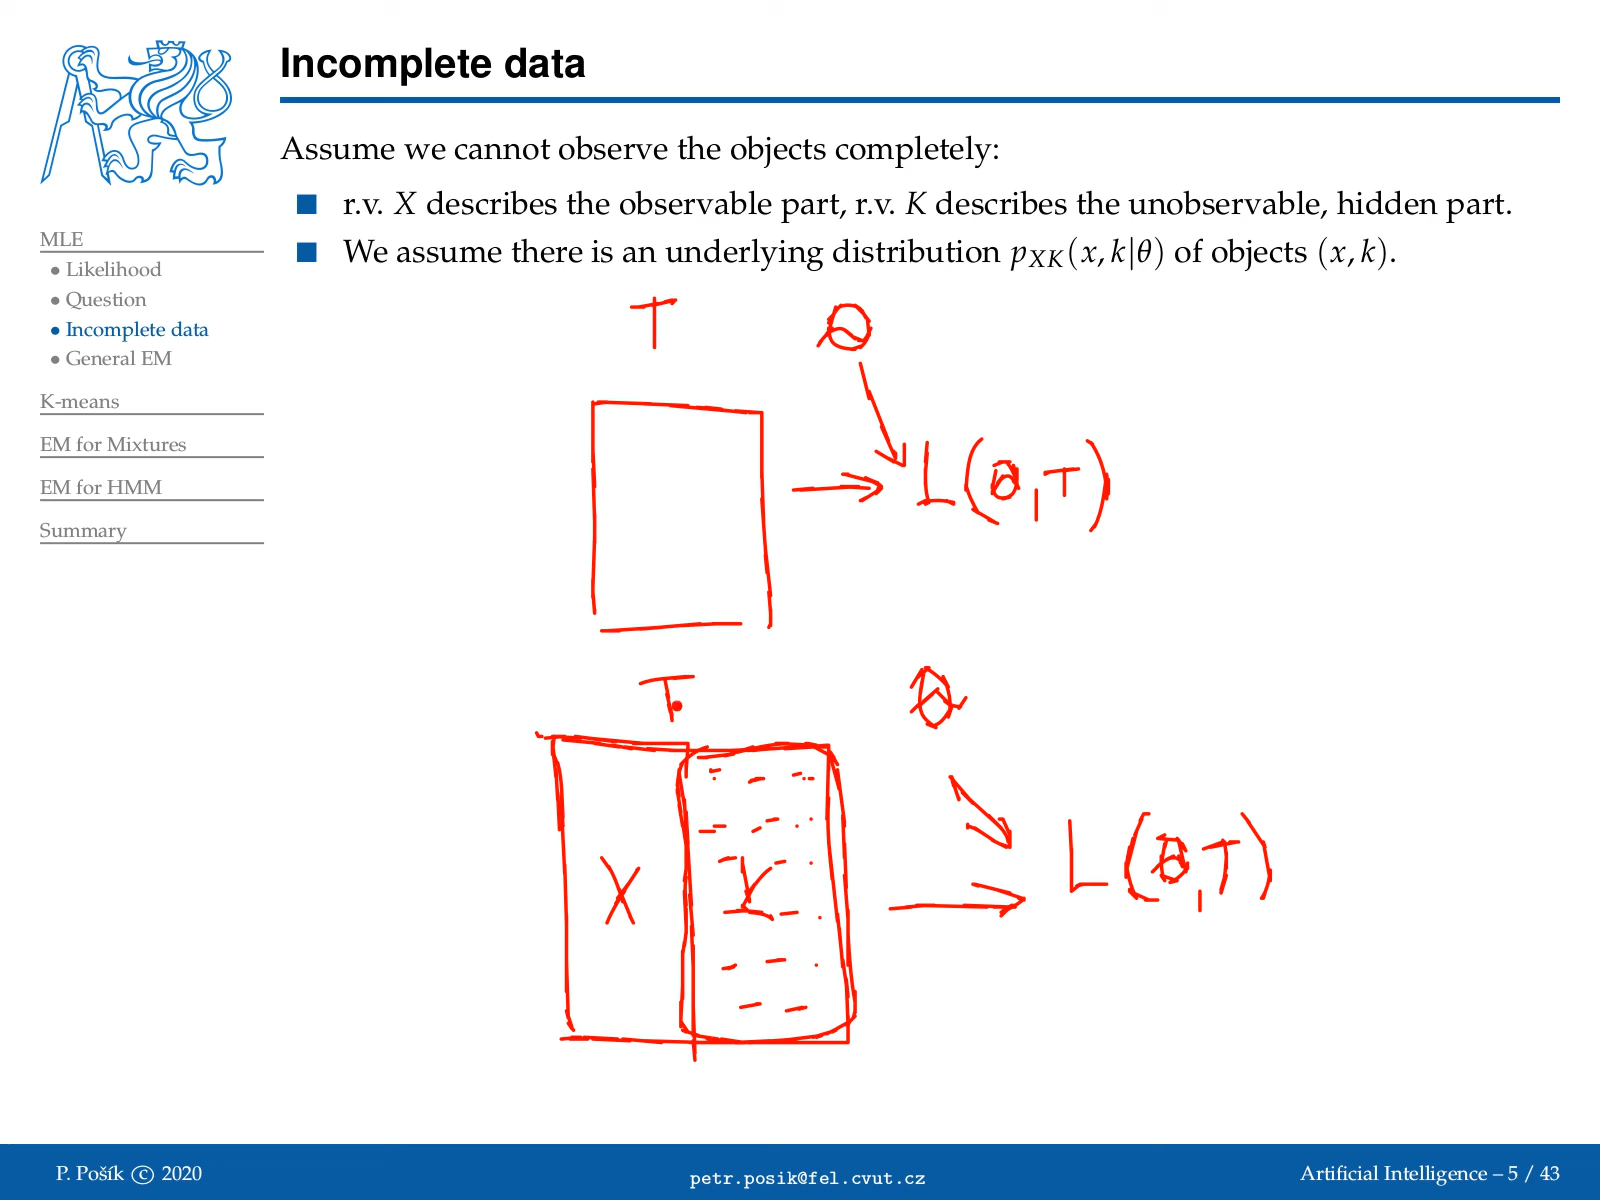 Incomplete data
Assume we cannot observe the objects completely:
■ r.v. X describes the observable part, r.v. K describes the unobservable, hidden part.
■ We assume there is an underlying distribution p_{XK}(x, k|θ) of objects (x, k).
MLE
• Likelihood
• Question
• Incomplete data
• General EM
K-means
EM for Mixtures
EM for HMM
Summary
T θ
L(θ,T)
T θ
X K
L(θ,T)
P. Pošík © 2020
petr.posik@fel.cvut.cz
Artificial Intelligence – 5 / 43